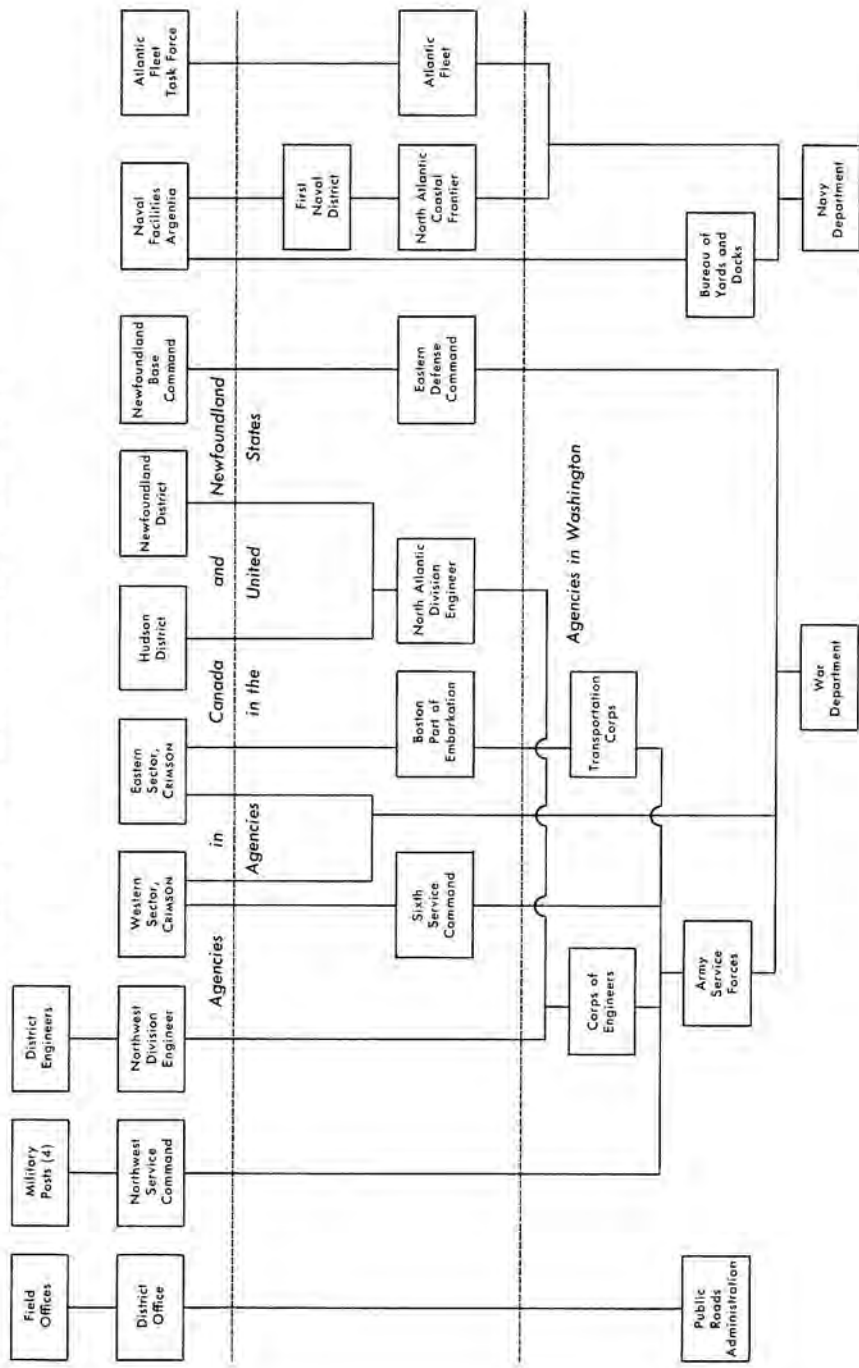 Field
Offices
Military
Posts (4)
District
Engineers
District
Office
Northwest
Service
Command
Northwest
Division
Engineer
Western
Sector,
CRIMSON
Eastern
Sector,
CRIMSON
Hudson
District
Newfoundland
District
Newfoundland
Base
Command
Naval
Facilities
Argentia
Atlantic
Fleet
Task Force
Agencies in Canada and Newfoundland
Agencies in the United States
First
Naval
District
Sixth
Service
Command
Boston
Port of
Embarkation
North Atlantic
Division
Engineer
Eastern
Defense
Command
North Atlantic
Coastal
Frontier
Atlantic
Fleet
Agencies in Washington
Corps of
Engineers
Transportation
Corps
Public
Roads
Administration
Army
Service
Forces
Bureau of
Yards and
Docks
War
Department
Navy
Department